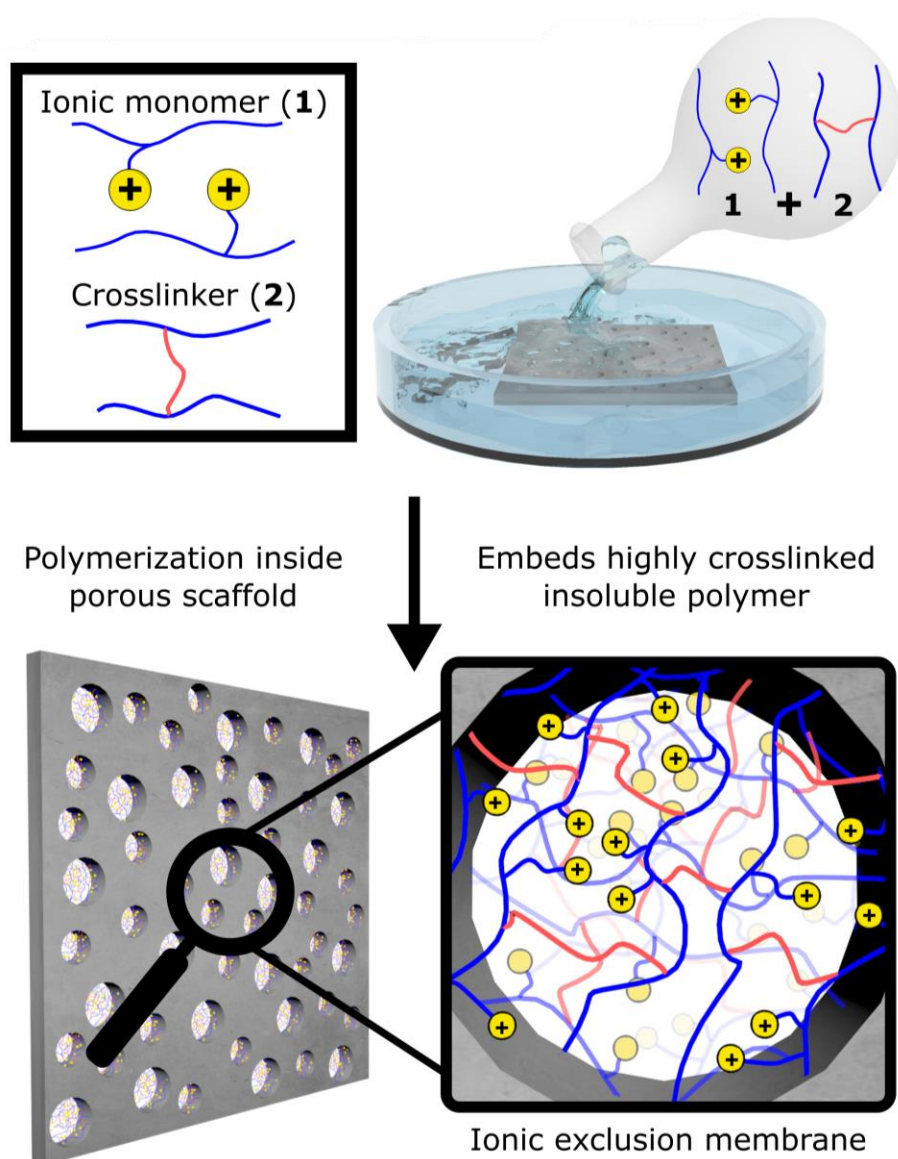 Ionic monomer (1)
+ +
Crosslinker (2)
+
+
1 + 2
Polymerization inside
porous scaffold
Embeds highly crosslinked
insoluble polymer
+ + + + + + + + + + + + + +
Ionic exclusion membrane